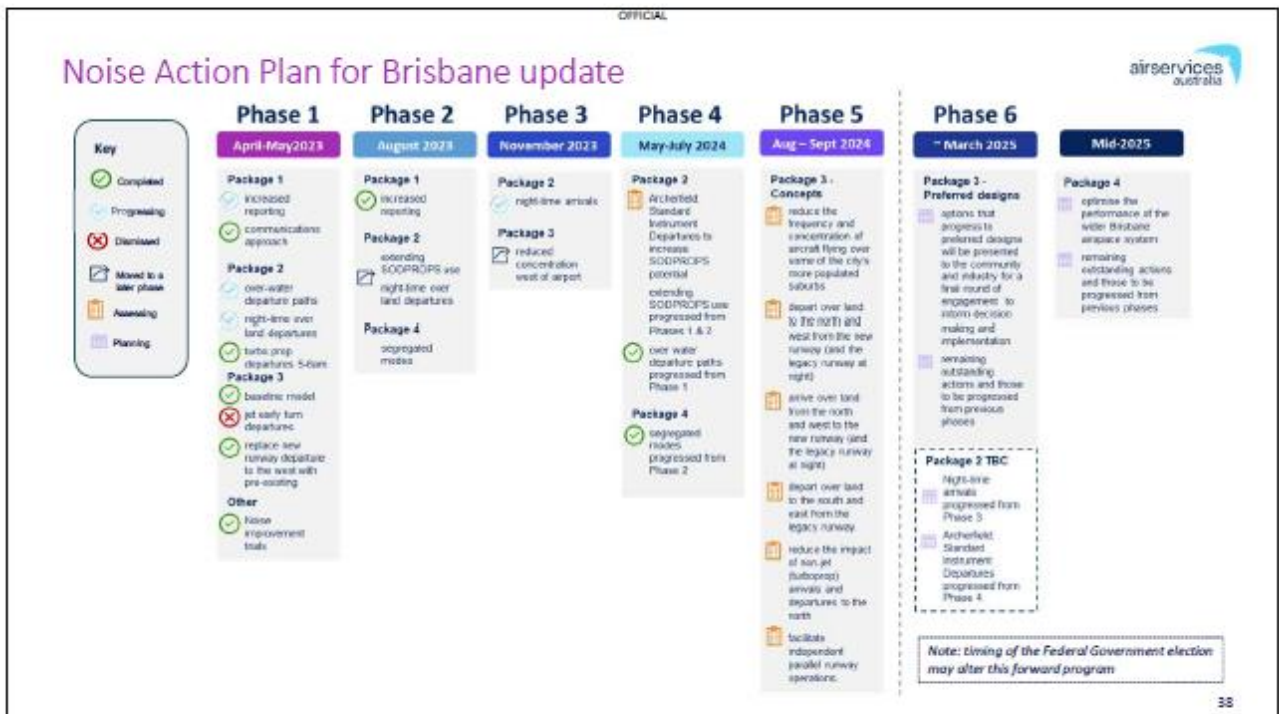 OFFICIAL
Noise Action Plan for Brisbane update
airservices
australia
Key
Completed
Progressing
Dismissed
Moved to a
later phase
Assessing
Planning
Phase 1
April-May2023
Package 1
increased
reporting
communications
approach
Package 2
over-water
departure paths
night-time over
land departures
turbo prop
departures 5-6am
Package 3
baseline model
jet early turn
departures
replace new
runway departure
to the west with
pre-existing
Other
Noise
improvement
trials
Phase 2
August 2023
Package 1
increased
reporting
Package 2
extending
SODPROPS use
night-time over
land departures
Package 4
segregated
modes
Phase 3
November 2023
Package 2
night-time arrivals
Package 3
reduced
concentration
west of airport
Phase 4
May-July 2024
Package 2
Archerfield
Standard
Instrument
Departures to
increase
SODPROPS
potential
extending
SODPROPS use
progressed from
Phases 1 & 2
over water
departure paths
progressed from
Phase 1
Package 4
segregated
modes
progressed from
Phase 2
Phase 5
Aug – Sept 2024
Package 3 -
Concepts
reduce the
frequency and
concentration of
aircraft flying over
some of the city's
more populated
suburbs
depart over land
to the north and
west from the new
runway (and the
legacy runway at
night)
arrive over land
from the north
and west to the
new runway (and
the legacy runway
at night)
depart over land
to the south and
east from the
legacy runway.
reduce the impact
of non-jet
(turboprop)
arrivals and
departures to the
north
facilitate
independent
parallel runway
operations.
Phase 6
~ March 2025
Package 3 -
Preferred designs
options that
progress to
preferred designs
will be presented
to the community
and industry for a
final round of
engagement to
inform decision
making and
implementation
remaining
outstanding
actions and those
to be progressed
from previous
phases
Package 2 TBC
Night-time
arrivals
progressed from
Phase 3
Archerfield
Standard
Instrument
Departures
progressed from
Phase 4
Mid-2025
Package 4
optimise the
performance of the
wider Brisbane
airspace system
remaining
outstanding actions
and those to be
progressed from
previous phases
Note: timing of the Federal Government election
may alter this forward program
38